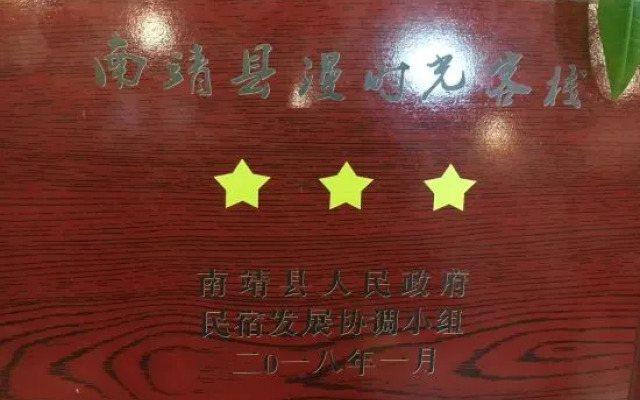 南靖县漫时光客栈
南靖县人民政府
民宿发展协调小组
二0一八年一月